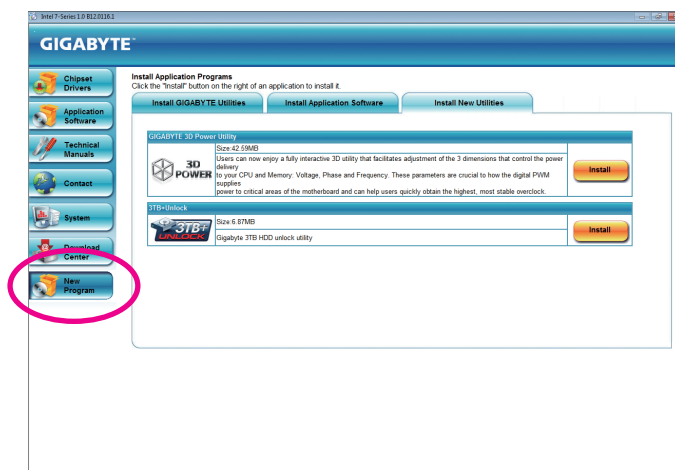 Intel 7-Series 1.0 B12.0116.1
GIGABYTE™
Chipset
Drivers
Application
Software
Technical
Manuals
Contact
System
Download
Center
New
Program
Install Application Programs
Click the "Install" button on the right of an application to install it.
Install GIGABYTE Utilities
Install Application Software
Install New Utilities
GIGABYTE 3D Power Utility
3D
POWER
Size:42.59MB
Users can now enjoy a fully interactive 3D utility that facilitates adjustment of the 3 dimensions that control the power
delivery
to your CPU and Memory: Voltage, Phase and Frequency. These parameters are crucial to how the digital PWM
supplies
power to critical areas of the motherboard and can help users quickly obtain the highest, most stable overclock.
Install
3TB+Unlock
3TB+
UNLOCK
Size:6.87MB
Gigabyte 3TB HDD unlock utility
Install